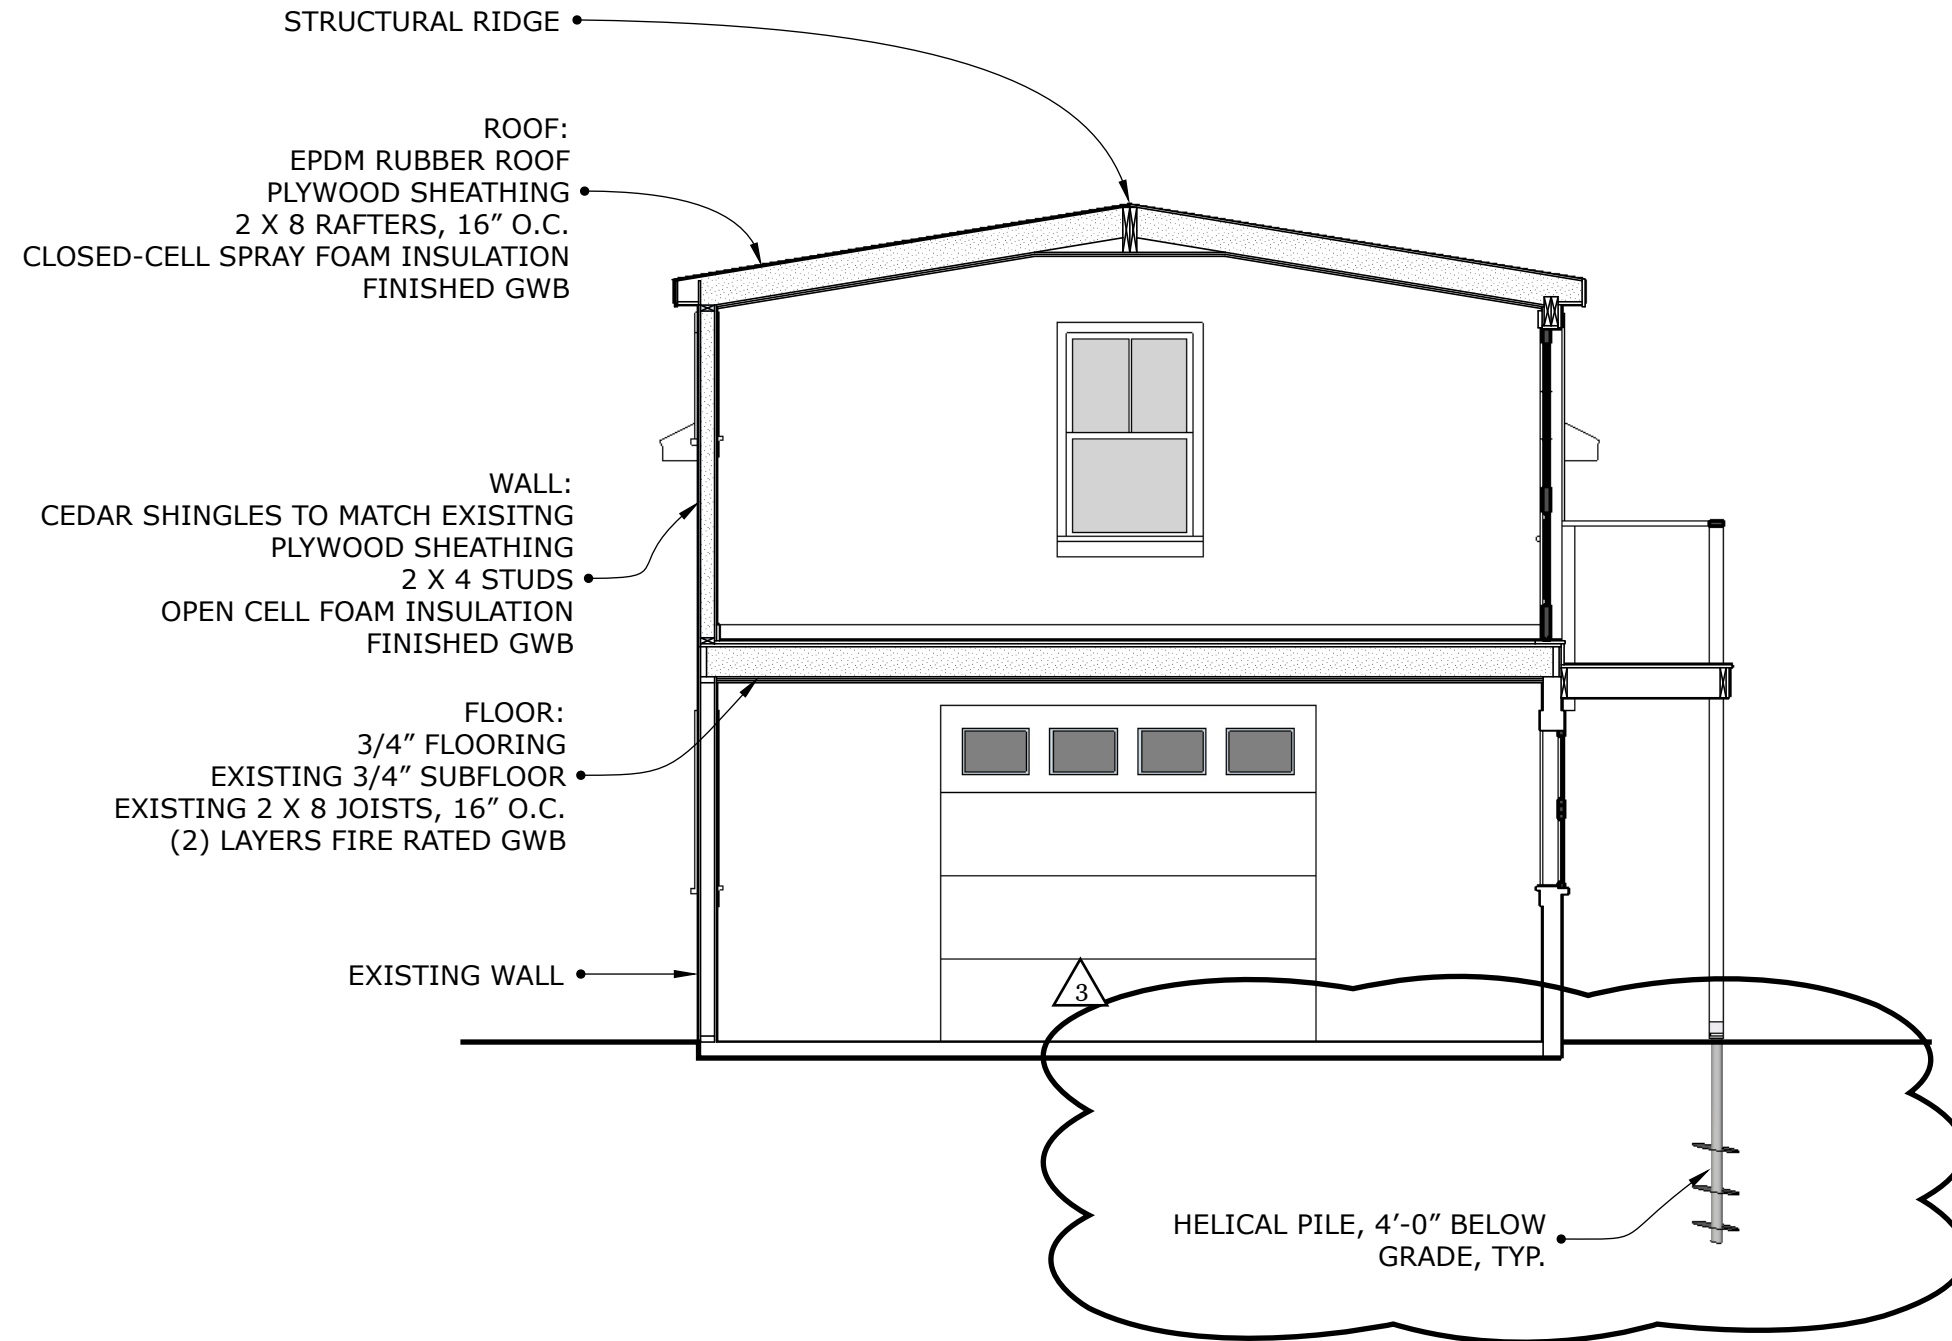 STRUCTURAL RIDGE
ROOF:
EPDM RUBBER ROOF
PLYWOOD SHEATHING
2 X 8 RAFTERS, 16” O.C.
CLOSED-CELL SPRAY FOAM INSULATION
FINISHED GWB
WALL:
CEDAR SHINGLES TO MATCH EXISITNG
PLYWOOD SHEATHING
2 X 4 STUDS
OPEN CELL FOAM INSULATION
FINISHED GWB
FLOOR:
3/4” FLOORING
EXISTING 3/4” SUBFLOOR
EXISTING 2 X 8 JOISTS, 16” O.C.
(2) LAYERS FIRE RATED GWB
EXISTING WALL
3
HELICAL PILE, 4’-0” BELOW
GRADE, TYP.